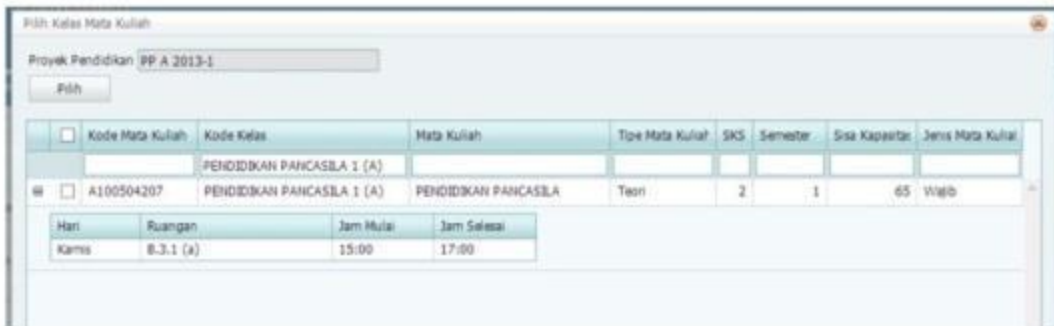 Pilih Kelas Mata Kuliah
Proyek Pendidikan PP A 2013-1
Pilih
Kode Mata Kuliah Kode Kelas Mata Kuliah Tipe Mata Kuliah SKS Semester Sisa Kapasitas Jenis Mata Kuliah
PENDIDIKAN PANCASILA 1 (A)
A100504207 PENDIDIKAN PANCASILA 1 (A) PENDIDIKAN PANCASILA Teori 2 1 65 Wajib
Hari Ruangan Jam Mulai Jam Selesai
Kamis B.3.1 (a) 15:00 17:00